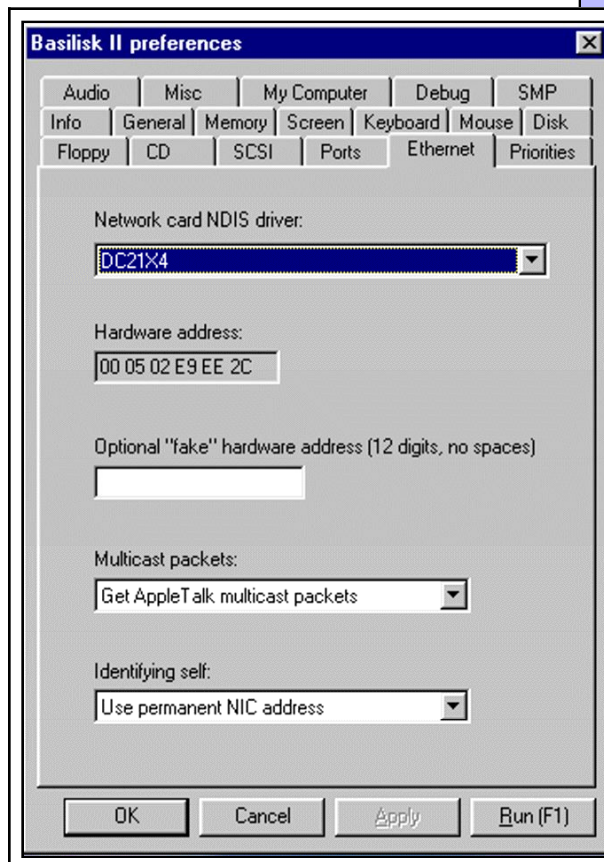 Basilisk II preferences
Audio Misc My Computer Debug SMP
Info General Memory Screen Keyboard Mouse Disk
Floppy CD SCSI Ports Ethernet Priorities
Network card NDIS driver:
DC21X4
Hardware address:
00 05 02 E9 EE 2C
Optional "fake" hardware address (12 digits, no spaces)
Multicast packets:
Get AppleTalk multicast packets
Identifying self:
Use permanent NIC address
OK Cancel Apply Run (F1)